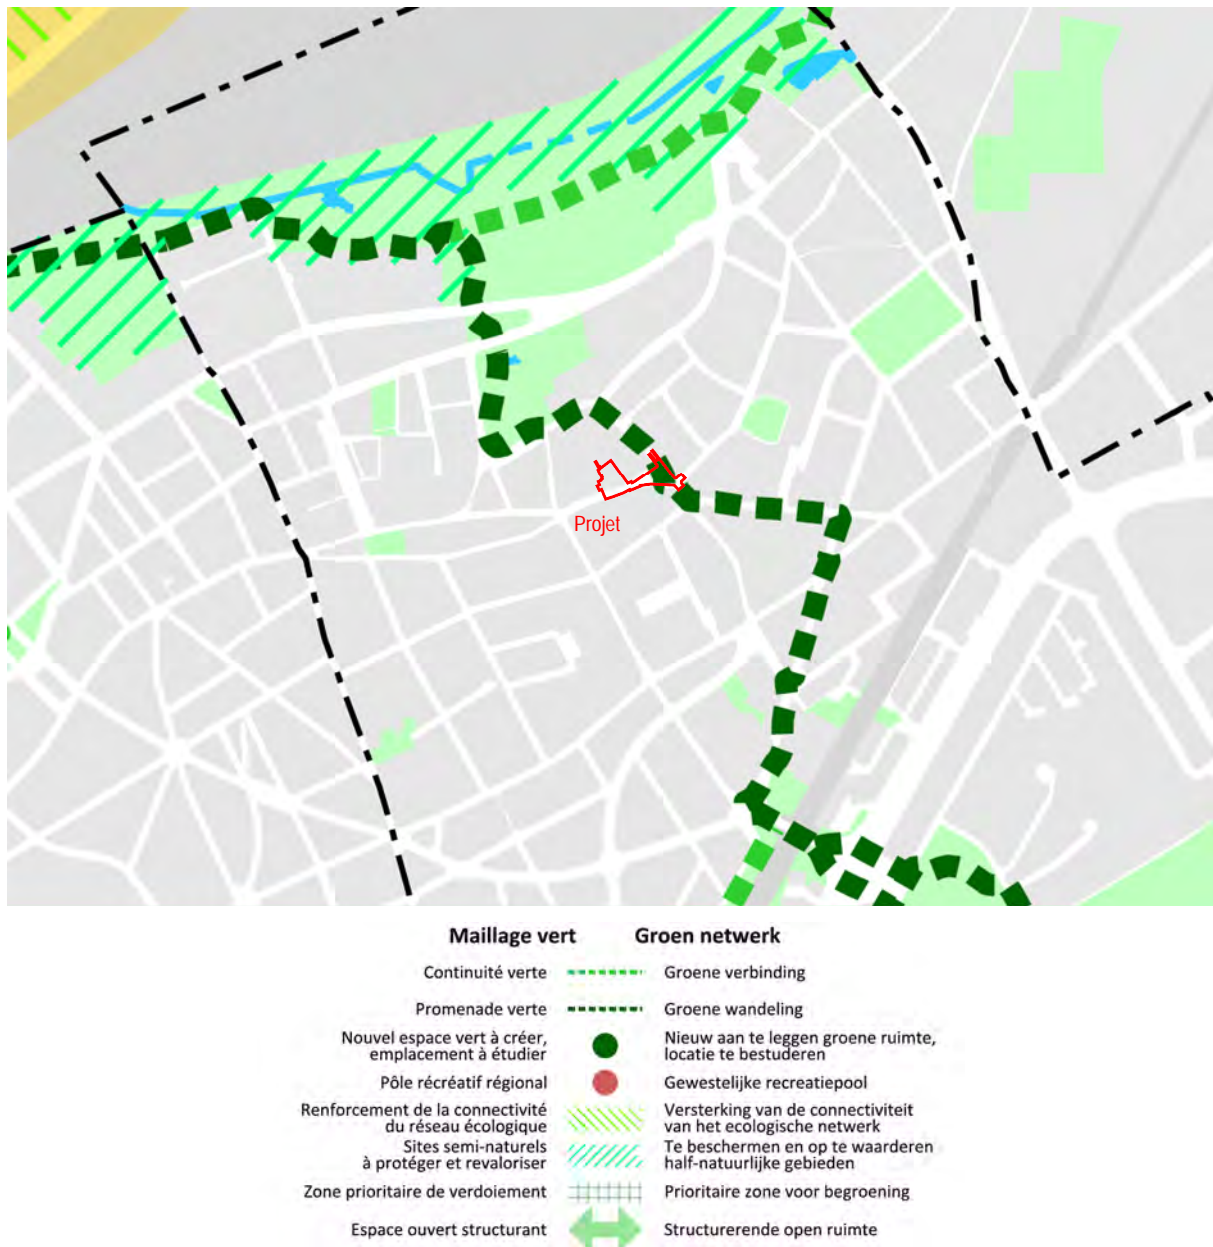 Projet
Maillage vert Groen netwerk
Continuité verte Groene verbinding
Promenade verte Groene wandeling
Nouvel espace vert à créer, Nieuw aan te leggen groene ruimte,
emplacement à étudier locatie te bestuderen
Pôle récréatif régional Gewestelijke recreatiepool
Renforcement de la connectivité Versterking van de connectiviteit
du réseau écologique van het ecologische netwerk
Sites semi-naturels Te beschermen en op te waarderen
à protéger et revaloriser half-natuurlijke gebieden
Zone prioritaire de verdoiement Prioritaire zone voor begroening
Espace ouvert structurant Structurerende open ruimte